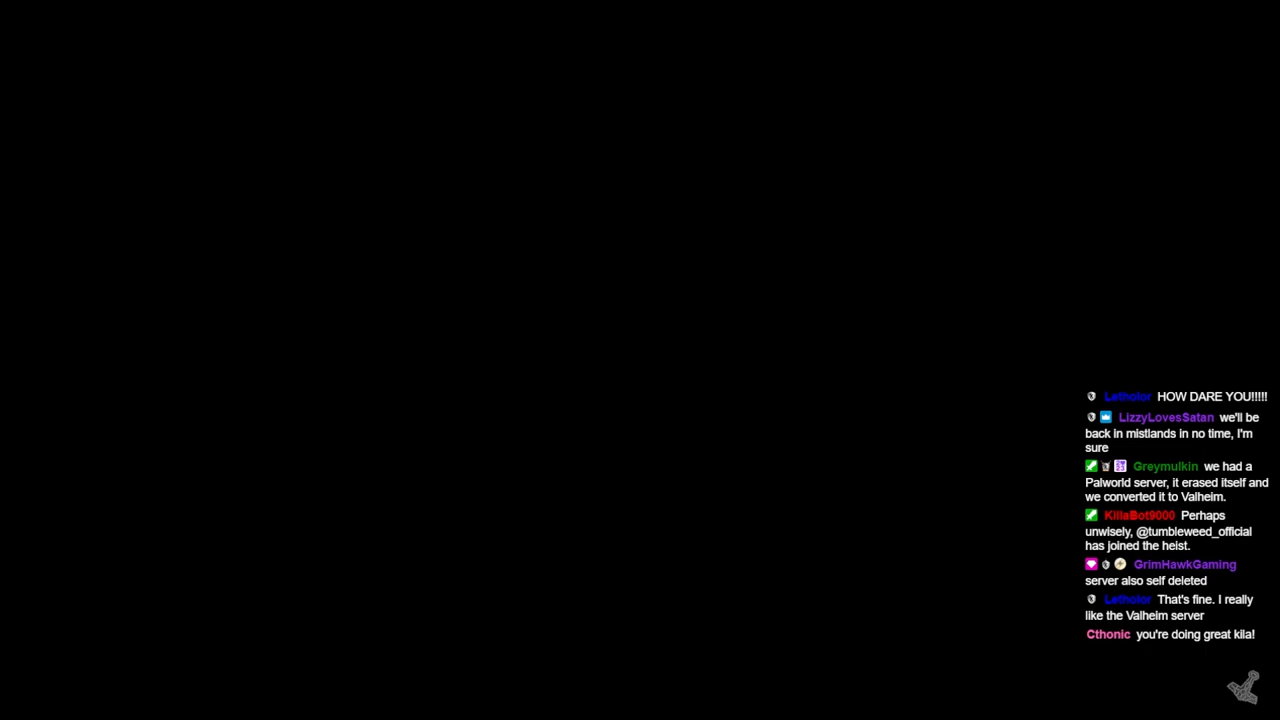 Letholor HOW DARE YOU!!!!!
LizzyLovesSatan we'll be
back in mistlands in no time, I'm
sure
Greymulkin we had a
Palworld server, it erased itself and
we converted it to Valheim.
KillaBot9000 Perhaps
unwisely, @tumbleweed_official
has joined the heist.
GrimHawkGaming
server also self deleted
Letholor That's fine. I really
like the Valheim server
Cthonic you're doing great kila!